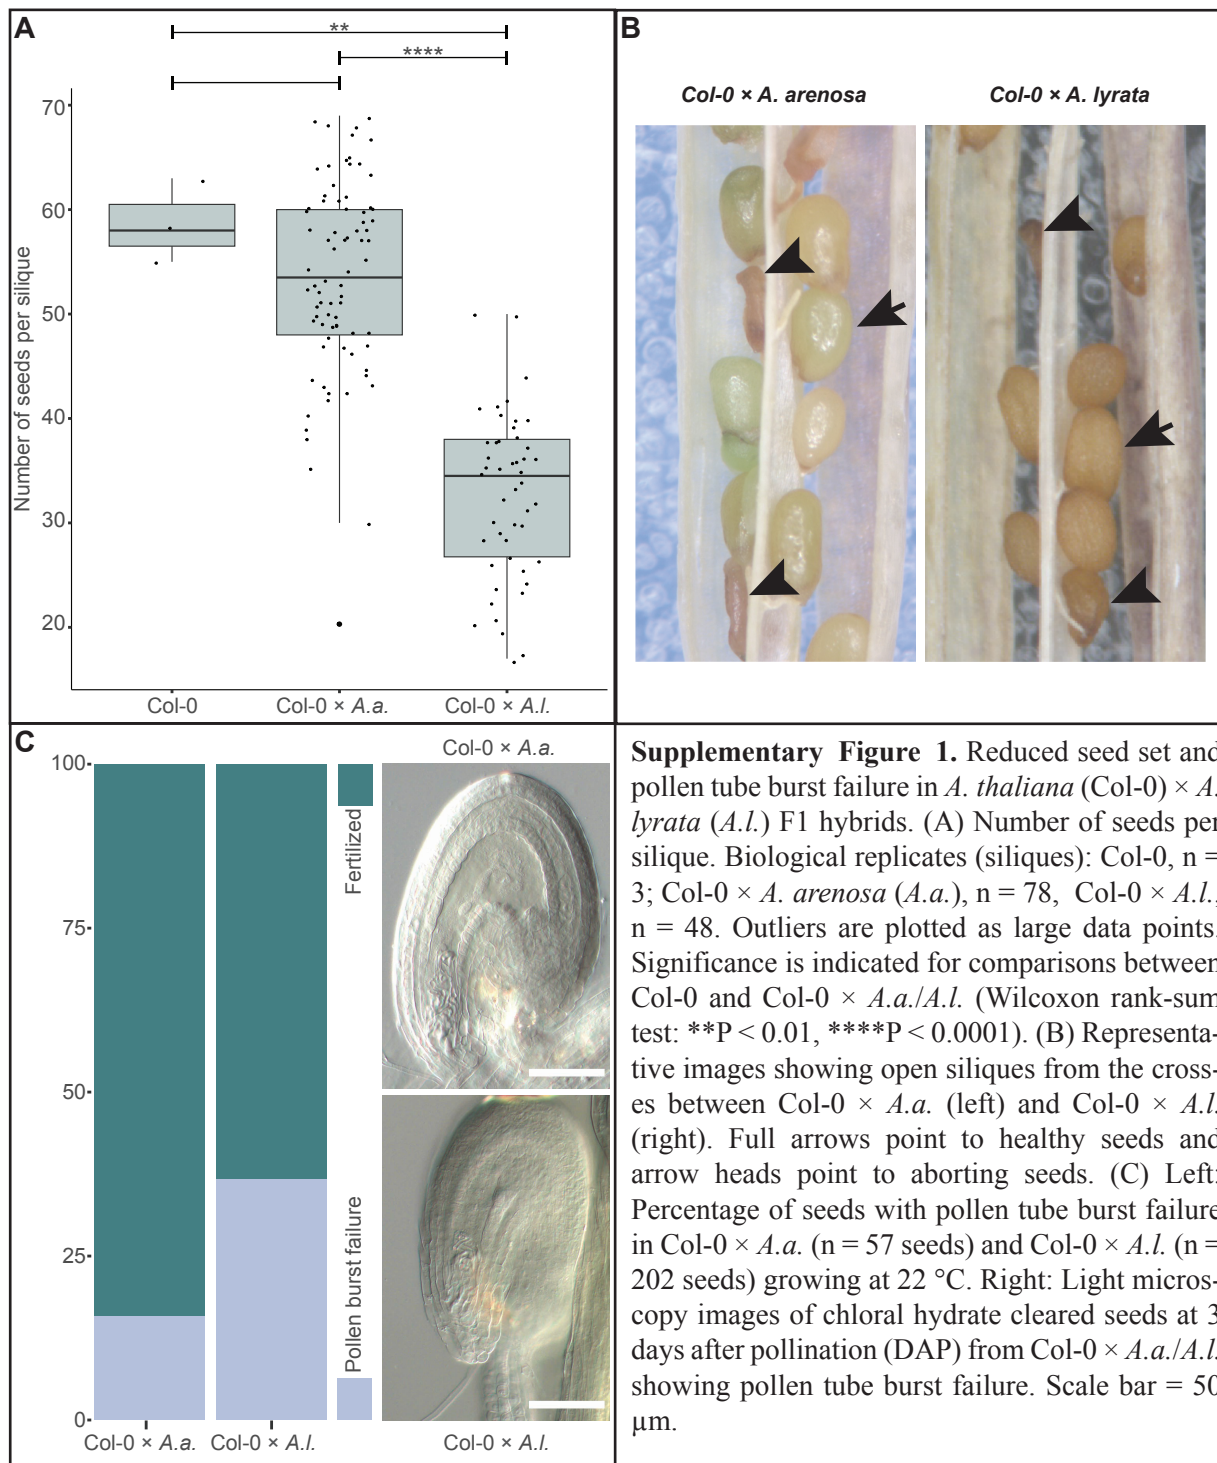 A
**
****
70
60
50
40
30
20
Number of seeds per silique
Col-0
Col-0 × A.a.
Col-0 × A.l.
B
Col-0 × A. arenosa
Col-0 × A. lyrata
C
100
75
50
25
0
Col-0 × A.a.
Col-0 × A.l.
Fertilized
Pollen burst failure
Col-0 × A.a.
Col-0 × A.l.
Supplementary Figure 1. Reduced seed set and
pollen tube burst failure in A. thaliana (Col-0) × A.
lyrata (A.l.) F1 hybrids. (A) Number of seeds per
silique. Biological replicates (siliques): Col-0, n =
3; Col-0 × A. arenosa (A.a.), n = 78, Col-0 × A.l.,
n = 48. Outliers are plotted as large data points.
Significance is indicated for comparisons between
Col-0 and Col-0 × A.a./A.l. (Wilcoxon rank-sum
test: **P < 0.01, ****P < 0.0001). (B) Representa-
tive images showing open siliques from the cross-
es between Col-0 × A.a. (left) and Col-0 × A.l.
(right). Full arrows point to healthy seeds and
arrow heads point to aborting seeds. (C) Left:
Percentage of seeds with pollen tube burst failure
in Col-0 × A.a. (n = 57 seeds) and Col-0 × A.l. (n =
202 seeds) growing at 22 °C. Right: Light micros-
copy images of chloral hydrate cleared seeds at 3
days after pollination (DAP) from Col-0 × A.a./A.l.
showing pollen tube burst failure. Scale bar = 50
µm.